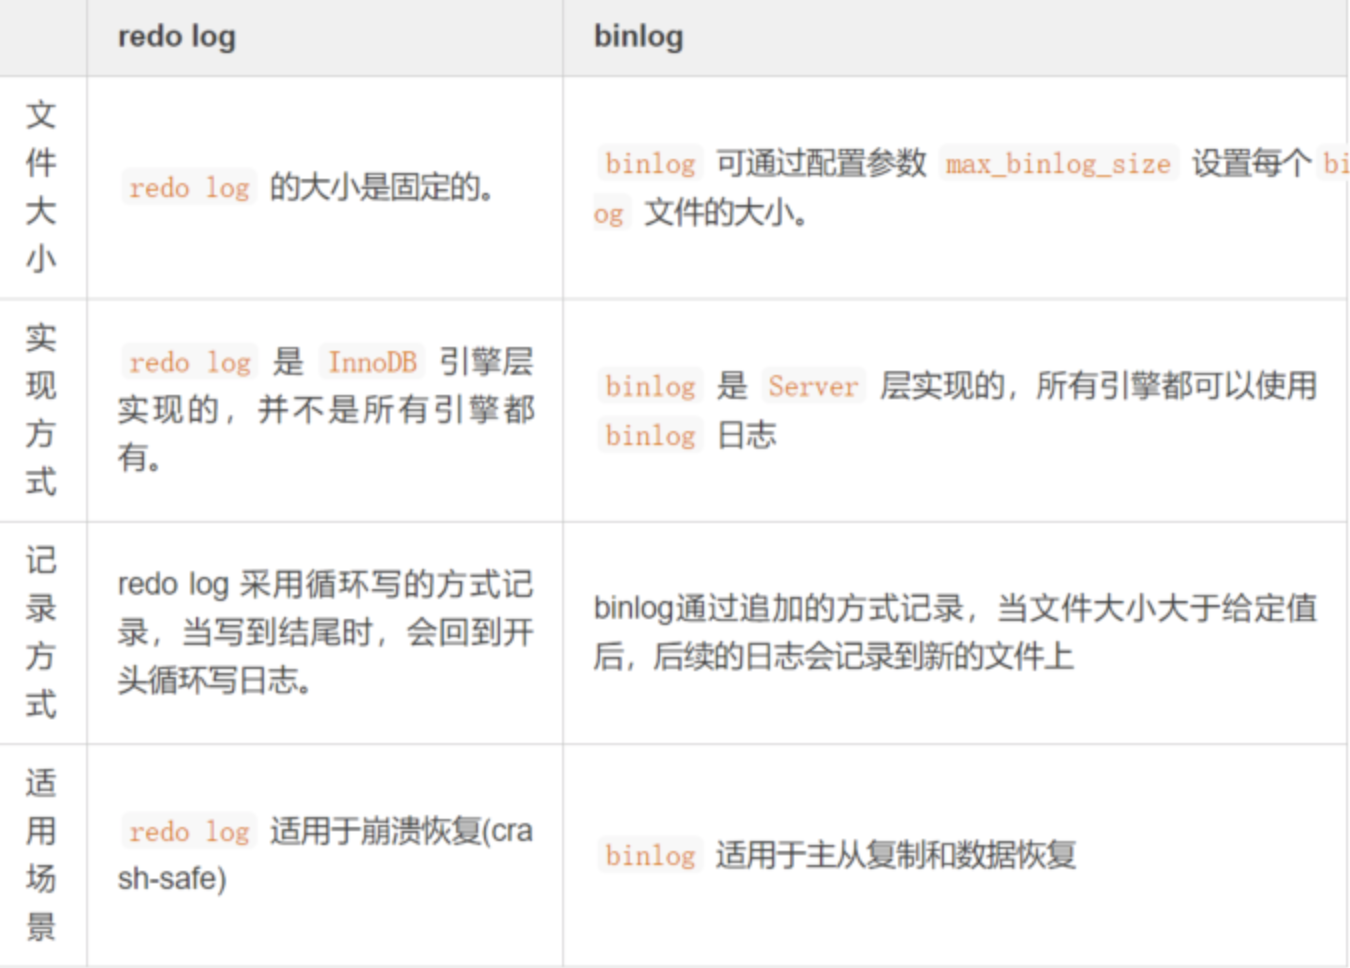 redo log
binlog
文件大小
redo log 的大小是固定的。
binlog 可通过配置参数 max_binlog_size 设置每个 bi
og 文件的大小。
实现方式
redo log 是 InnoDB 引擎层
实现的，并不是所有引擎都
有。
binlog 是 Server 层实现的，所有引擎都可以使用
binlog 日志
记录方式
redo log 采用循环写的方式记
录，当写到结尾时，会回到开
头循环写日志。
binlog通过追加的方式记录，当文件大小大于给定值
后，后续的日志会记录到新的文件上
适用场景
redo log 适用于崩溃恢复(cra
sh-safe)
binlog 适用于主从复制和数据恢复